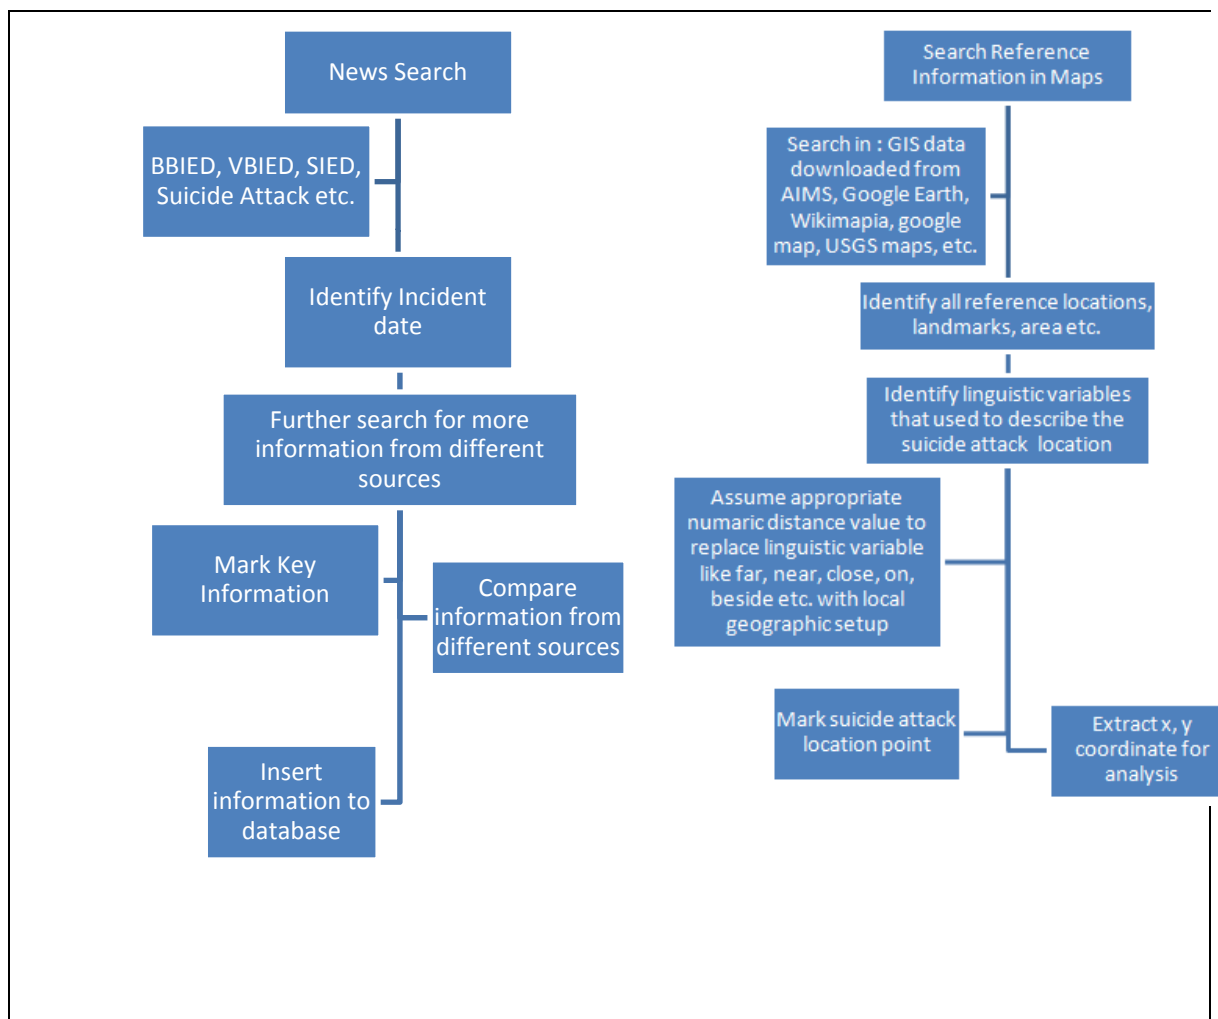 News Search
BBIED, VBIED, SIED,
Suicide Attack etc.
Identify Incident
date
Further search for more
information from different
sources
Mark Key
Information
Compare
information from
different sources
Insert
information to
database
Search Reference
Information in Maps
Search in : GIS data
downloaded from
AIMS, Google Earth,
Wikimapia, google
map, USGS maps, etc.
Identify all reference locations,
landmarks, area etc.
Identify linguistic variables
that used to describe the
suicide attack location
Assume appropriate
numaric distance value to
replace linguistic variable
like far, near, close, on,
beside etc. with local
geographic setup
Mark suicide attack
location point
Extract x, y
coordinate for
analysis